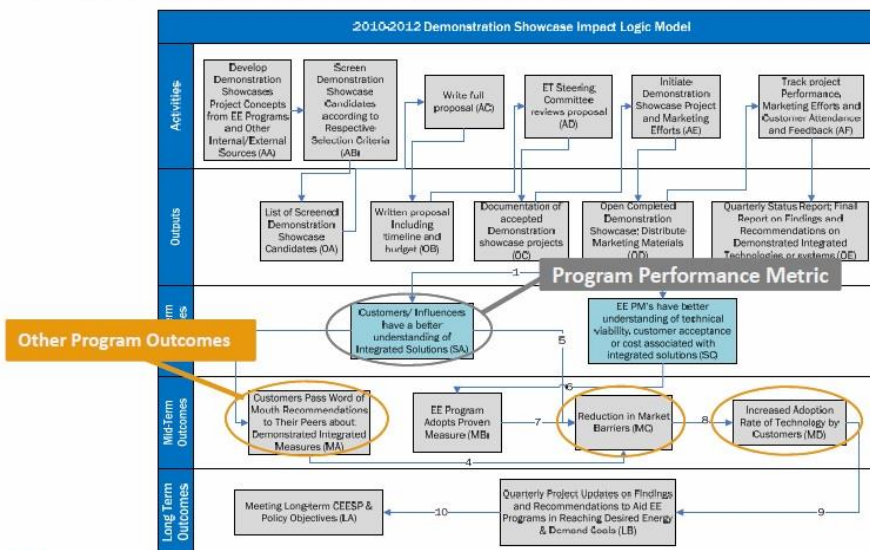 2010-2012 Demonstration Showcase Impact Logic Model
Activities
Develop
Demonstration
Showcases
Project Concepts
from EE Programs
and Other
Internal/External
Sources (AA)
Screen
Demonstration
Showcase
Candidates
according to
Respective
Selection Criteria
(AB)
Write full
proposal (AC)
ET Steering
Committee
reviews proposal
(AD)
Initiate
Demonstration
Showcase Project
and Marketing
Efforts (AE)
Track project
Performance,
Marketing Efforts and
Customer Attendance
and Feedback (AF)
Outputs
List of Screened
Demonstration
Showcase
Candidates (OA)
Written proposal
Including
timeline and
budget (OB)
Documentation of
accepted
Demonstration
showcase projects
(OC)
Open Completed
Demonstration
Showcase; Distribute
Marketing Materials
(OD)
Quarterly Status Report; Final
Report on Findings and
Recommendations on
Demonstrated Integrated
Technologies or systems (OE)
1
Program Performance Metric
Customers/ Influencers
have a better
understanding of
Integrated Solutions (SA)
5
EE PM's have better
understanding of technical
viability, customer acceptance
or cost associated with
integrated solutions (SC)
Other Program Outcomes
6
Mid-Term
Outcomes
Customers Pass Word of
Mouth Recommendations
to Their Peers about
Demonstrated Integrated
Measures (MA)
EE Program
Adopts Proven
Measure (MB)
7
Reduction in Market
Barriers (MC)
8
Increased Adoption
Rate of Technology by
Customers (MD)
4
Long Term
Outcomes
Meeting Long-term CEESP &
Policy Objectives (LA)
10
Quarterly Project Updates on Findings
and Recommendations to Aid EE
Programs in Reaching Desired Energy
& Demand Goals (LB)
9